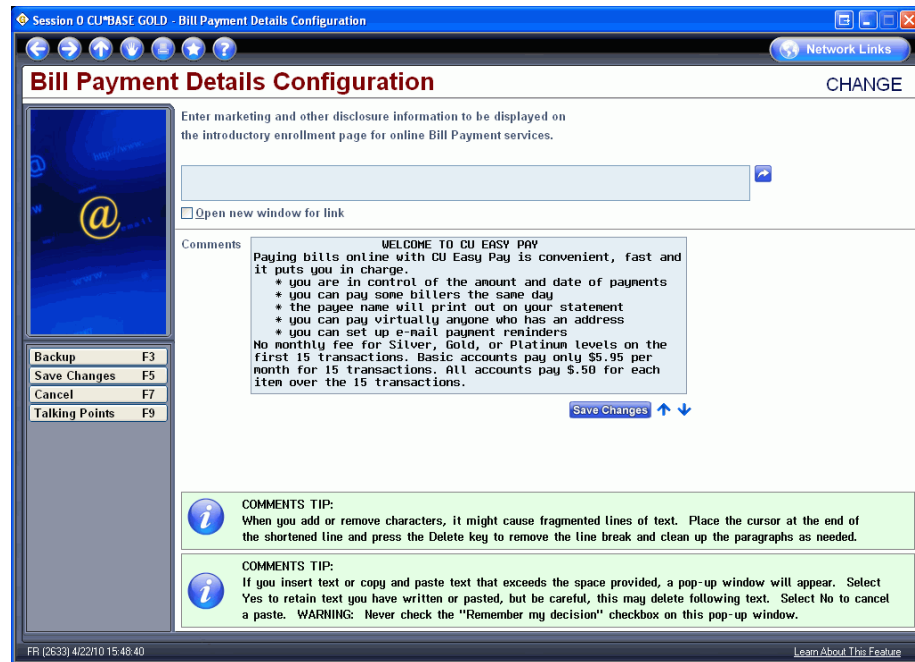 Session 0 CU*BASE GOLD - Bill Payment Details Configuration
Network Links
Bill Payment Details Configuration
CHANGE
Enter marketing and other disclosure information to be displayed on
the introductory enrollment page for online Bill Payment services.
Open new window for link
Comments
WELCOME TO CU EASY PAY
Paying bills online with CU Easy Pay is convenient, fast and
it puts you in charge.
* you are in control of the amount and date of payments
* you can pay some billers the same day
* the payee name will print out on your statement
* you can pay virtually anyone who has an address
* you can set up e-mail payment reminders
No monthly fee for Silver, Gold, or Platinum levels on the
first 15 transactions. Basic accounts pay only $5.95 per
month for 15 transactions. All accounts pay $.50 for each
item over the 15 transactions.
Save Changes
Backup F3
Save Changes F5
Cancel F7
Talking Points F9
COMMENTS TIP:
When you add or remove characters, it might cause fragmented lines of text. Place the cursor at the end of
the shortened line and press the Delete key to remove the line break and clean up the paragraphs as needed.
COMMENTS TIP:
If you insert text or copy and paste text that exceeds the space provided, a pop-up window will appear. Select
Yes to retain text you have written or pasted, but be careful, this may delete following text. Select No to cancel
a paste. WARNING: Never check the "Remember my decision" checkbox on this pop-up window.
FR (2633) 4/22/10 15:48:40
Learn About This Feature